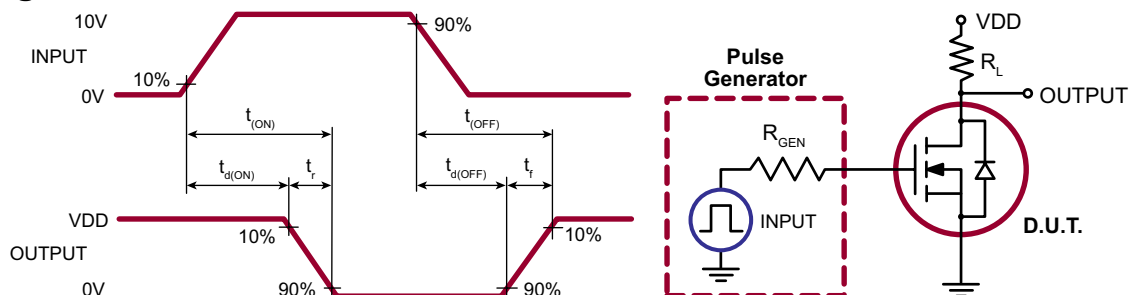 10V
INPUT
0V
10%
90%
t(ON)
t(OFF)
td(ON)
tr
td(OFF)
tf
VDD
OUTPUT
0V
10%
90%
90%
10%
Pulse
Generator
RGEN
INPUT
VDD
RL
OUTPUT
D.U.T.